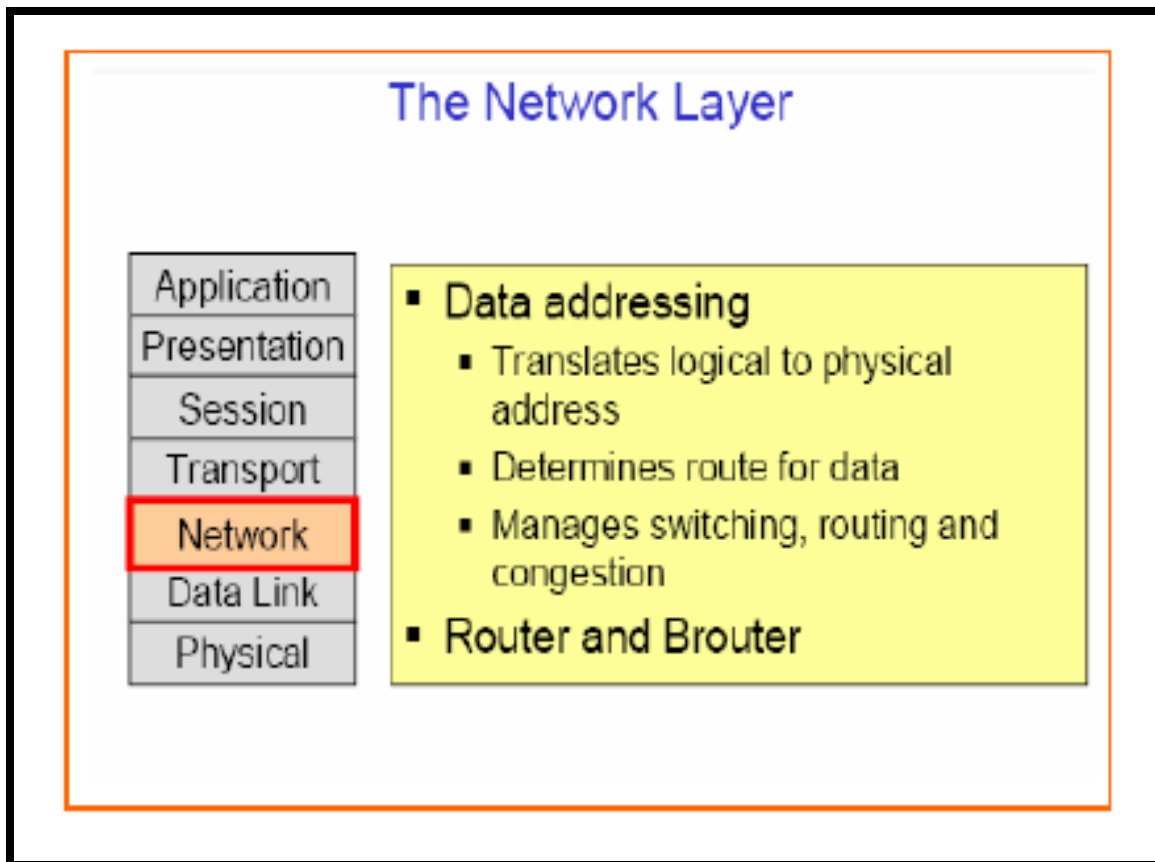 The Network Layer
Application
Presentation
Session
Transport
Network
Data Link
Physical
▪ Data addressing
▪ Translates logical to physical
address
▪ Determines route for data
▪ Manages switching, routing and
congestion
▪ Router and Brouter